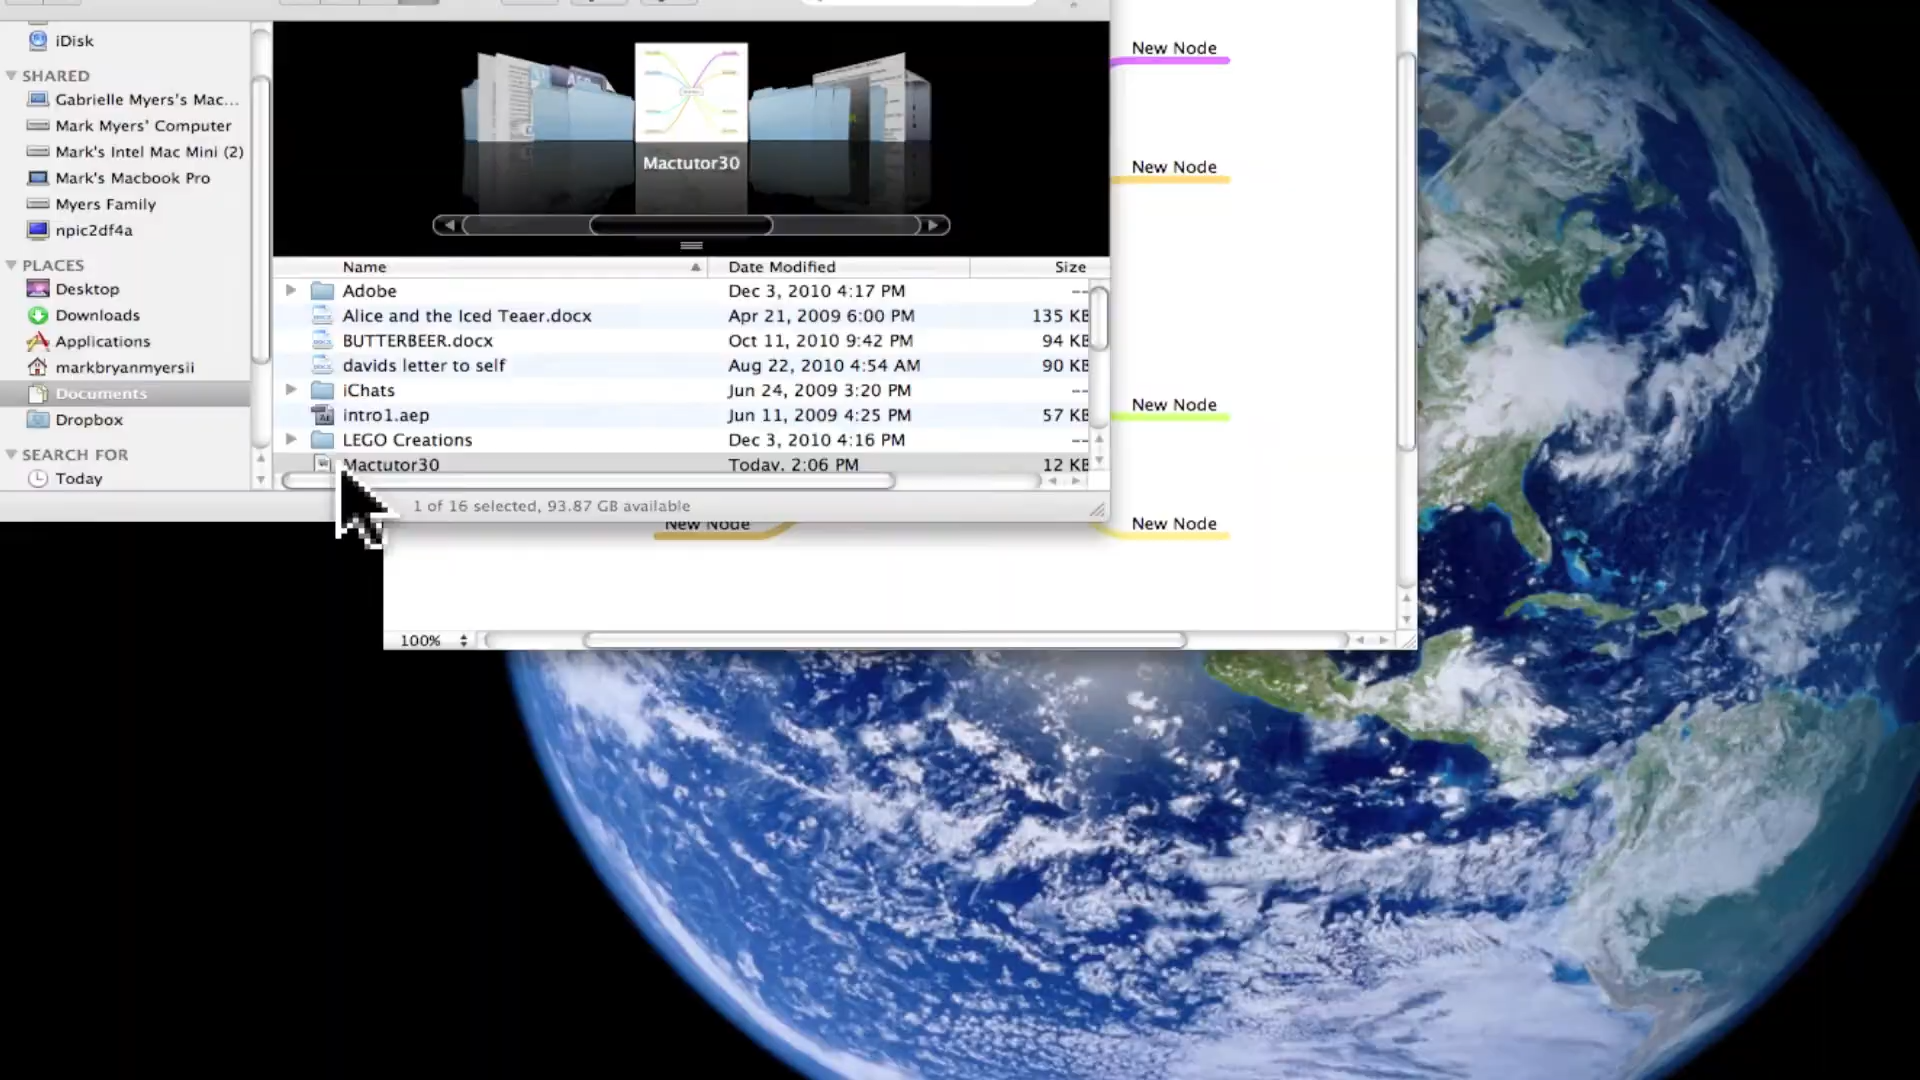 iDisk
SHARED
Gabrielle Myers's Mac...
Mark Myers' Computer
Mark's Intel Mac Mini (2)
Mark's Macbook Pro
Myers Family
npic2df4a
PLACES
Desktop
Downloads
Applications
markbryanmyersii
Documents
Dropbox
SEARCH FOR
Today
Mactutor30
Name Date Modified Size
Adobe Dec 3, 2010 4:17 PM --
Alice and the Iced Teaer.docx Apr 21, 2009 6:00 PM 135 KB
BUTTERBEER.docx Oct 11, 2010 9:42 PM 94 KB
davids letter to self Aug 22, 2010 4:54 AM 90 KB
iChats Jun 24, 2009 3:20 PM --
intro1.aep Jun 11, 2009 4:25 PM 57 KB
LEGO Creations Dec 3, 2010 4:16 PM --
Mactutor30 Today, 2:06 PM 12 KB
1 of 16 selected, 93.87 GB available
New Node
New Node
New Node
New Node
New Node
100%